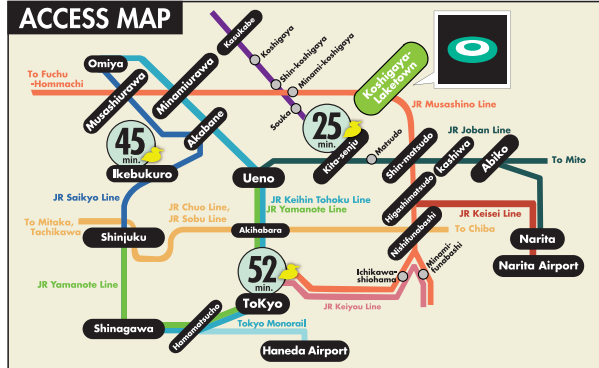 ACCESS MAP
Kasukabe
Koshigaya
Shin-koshigaya
Minami-koshigaya
Souka
Koshigaya-
Laketown
Omiya
To Fuchu
-Hommachi
Musashiurawa
Minamiurawa
Akabane
JR Musashino Line
45
min.
25
min.
Kita-senju
Matsudo
Shin-matsudo
kashiwa
JR Joban Line
Abiko
To Mito
Ikebukuro
Ueno
Higashimatsudo
JR Saikyo Line
JR Chuo Line,
JR Sobu Line
JR Keihin Tohoku Line
JR Yamanote Line
JR Keisei Line
To Mitaka,
Tachikawa
Shinjuku
Akihabara
Nishifunabashi
To Chiba
Narita
Narita Airport
52
min.
Ichikawa-
shiohama
Minami-
funabashi
JR Yamanote Line
ToKyo
JR Keiyou Line
Shinagawa
Hamamatsucho
Tokyo Monorail
Haneda Airport